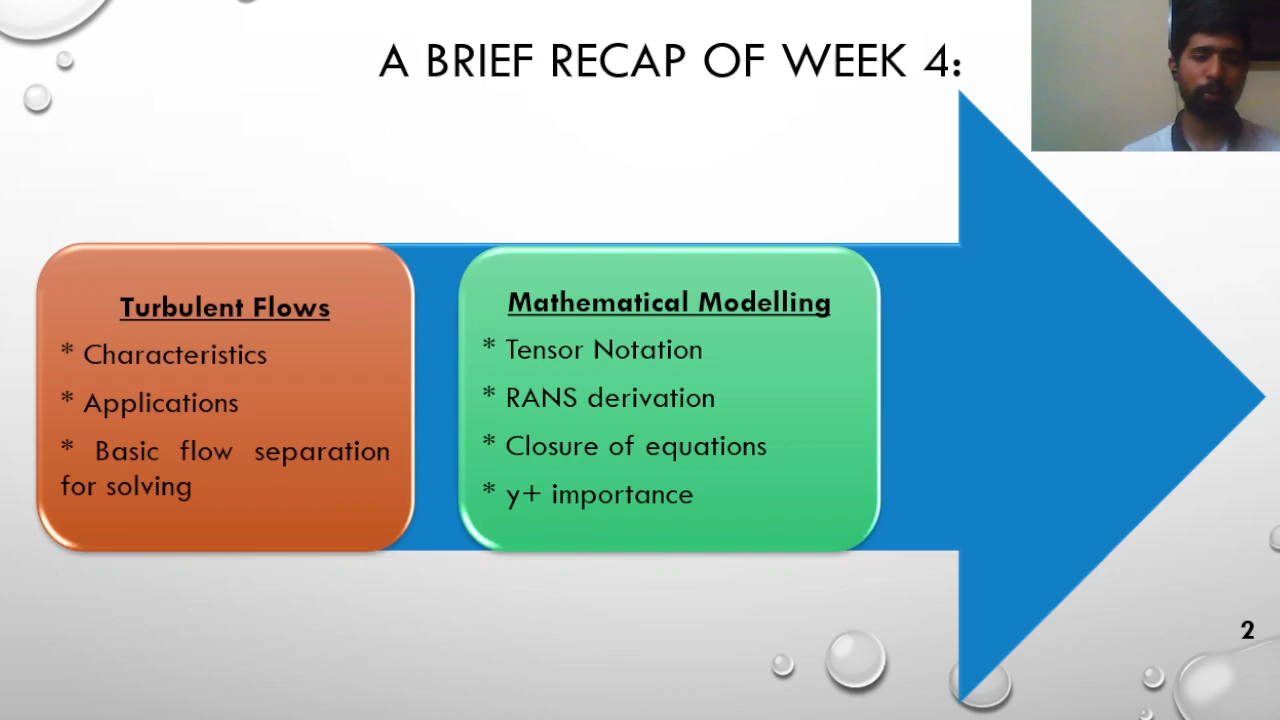 A BRIEF RECAP OF WEEK 4:
Turbulent Flows
* Characteristics
* Applications
* Basic flow separation
for solving
Mathematical Modelling
* Tensor Notation
* RANS derivation
* Closure of equations
* y+ importance
2